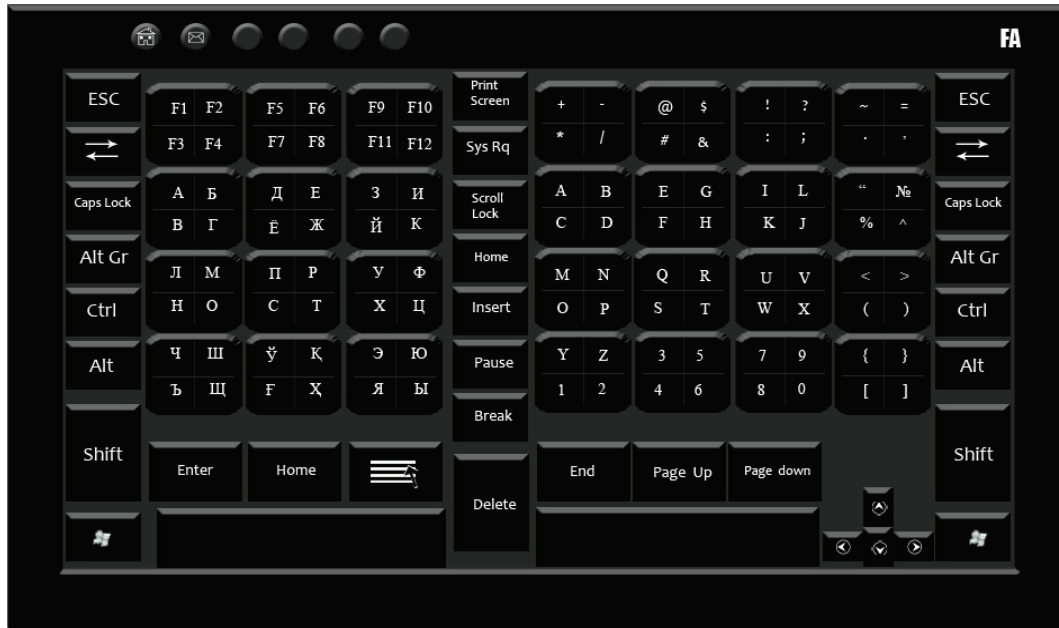 FA
ESC Print Screen ESC
F1 F2 F5 F6 F9 F10 + - @ $ ! ? ~ =
F3 F4 F7 F8 F11 F12 Sys Rq * / # & : ; . ,
Caps Lock А Б Д Е З И Scroll Lock A B E G I L “ № Caps Lock
В Г Ё Ж Й К C D F H K J % ^
Alt Gr Home Alt Gr
Л М П Р У Ф M N Q R U V < >
Ctrl Н О С Т Х Ц Insert O P S T W X ( ) Ctrl
Alt Ч Ш Ў Қ Э Ю Pause Y Z 3 5 7 9 { } Alt
Ъ Щ Ғ Ҳ Я Ы 1 2 4 6 8 0 [ ]
Break
Shift Enter Home End Page Up Page down Shift
Delete